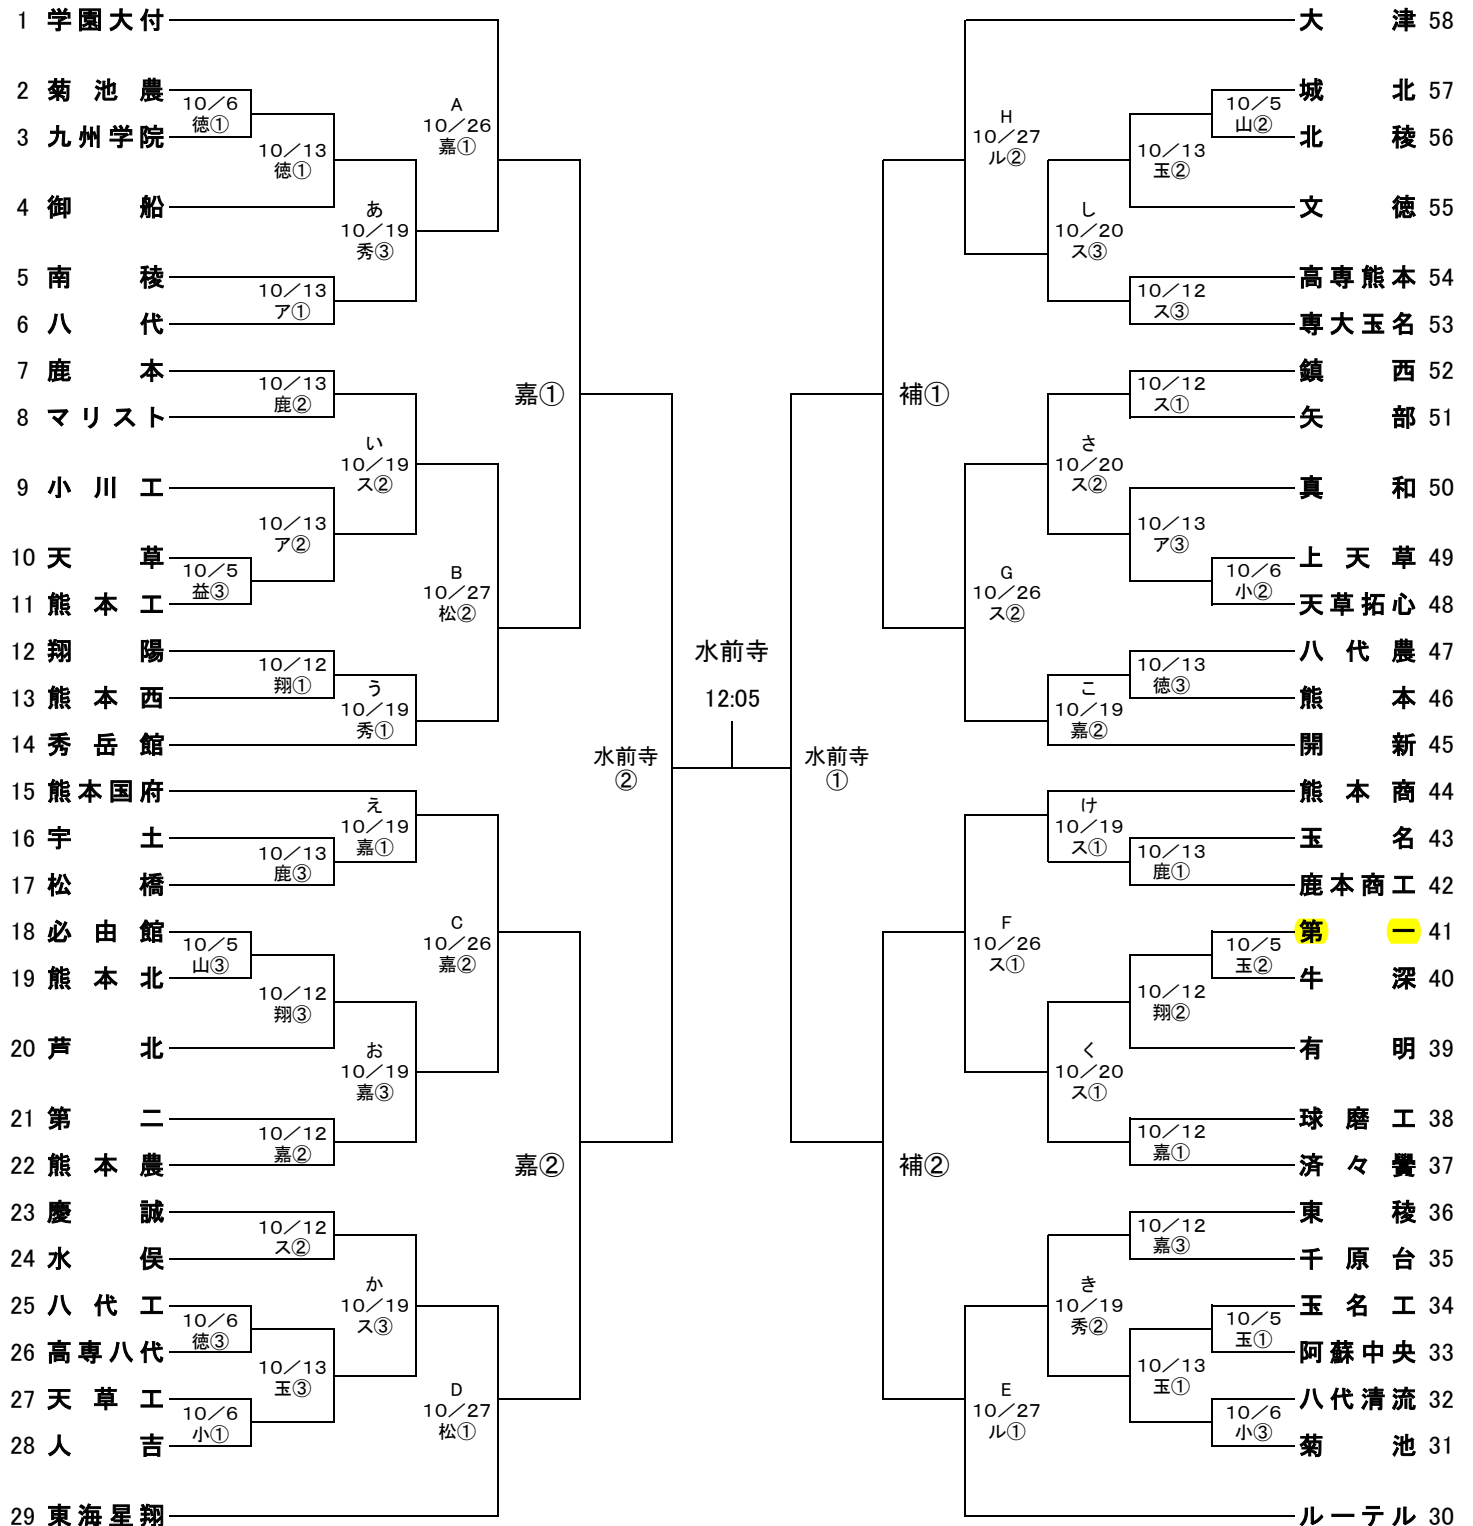 1 学園大付
2 菊池農
10／6
徳①
3 九州学院
10／13
徳①
4 御船
あ
10／19
秀③
A
10／26
嘉①
5 南稜
10／13
ア①
6 八代
嘉①
7 鹿本
10／13
鹿②
8 マリスト
い
10／19
ス②
9 小川工
10／13
ア②
10 天草
10／5
益③
11 熊本工
B
10／27
松②
12 翔陽
10／12
翔①
13 熊本西
う
10／19
秀①
14 秀岳館
水前寺
②
15 熊本国府
え
10／19
嘉①
16 宇土
10／13
鹿③
17 松橋
C
10／26
嘉②
18 必由館
10／5
山③
19 熊本北
10／12
翔③
20 芦北
お
10／19
嘉③
21 第二
10／12
嘉②
22 熊本農
嘉②
23 慶誠
10／12
ス②
24 水俣
か
10／19
ス③
25 八代工
10／6
徳③
26 高専八代
10／13
玉③
27 天草工
10／6
小①
28 人吉
D
10／27
松①
29 東海星翔
水前寺
12:05
大津 58
城北 57
10／5
山②
北稜 56
10／13
玉②
文徳 55
し
10／20
ス③
H
10／27
ル②
高専熊本 54
10／12
ス③
専大玉名 53
補①
鎮西 52
10／12
ス①
矢部 51
さ
10／20
ス②
真和 50
10／13
ア③
上天草 49
10／6
小②
天草拓心 48
G
10／26
ス②
八代農 47
10／13
徳③
熊本 46
こ
10／19
嘉②
開新 45
水前寺
①
熊本商 44
け
10／19
ス①
玉名 43
10／13
鹿①
鹿本商工 42
F
10／26
ス①
第一 41
10／5
玉②
牛深 40
10／12
翔②
有明 39
く
10／20
ス①
球磨工 38
10／12
嘉①
済々黌 37
補②
東稜 36
10／12
嘉③
千原台 35
き
10／19
秀②
玉名工 34
10／5
玉①
阿蘇中央 33
10／13
玉①
八代清流 32
10／6
小③
菊池 31
E
10／27
ル①
ルーテル 30